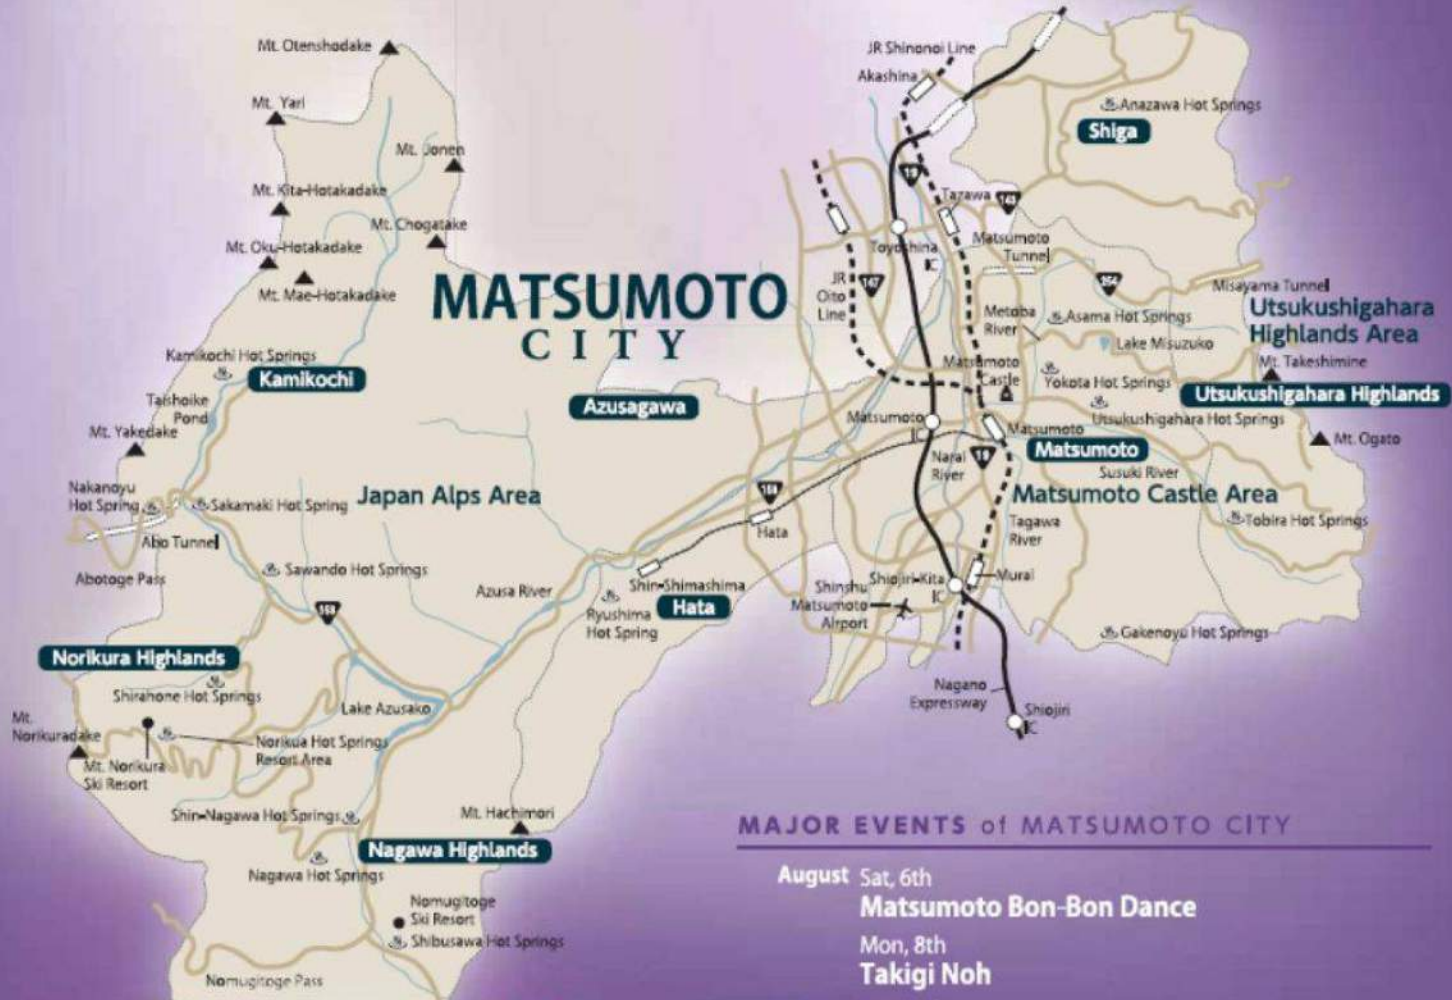 Mt. Otenshodake
Mt. Yari
Mt. Jonen
Mt. Kita-Hotakadake
Mt. Chogatake
Mt. Oku-Hotakadake
Mt. Mae-Hotakadake
MATSUMOTO
CITY
Kamikochi Hot Springs
Kamikochi
Taishoike
Pond
Mt. Yakedake
Azusagawa
Nakanoyu
Hot Spring
Sakamaki Hot Spring
Japan Alps Area
Abo Tunnel
Abotoge Pass
Sawando Hot Springs
158
Azusa River
Norikura Highlands
Shirahone Hot Springs
Lake Azusako
Mt.
Norikuradake
Norikua Hot Springs
Resort Area
Mt. Norikura
Ski Resort
Shin-Nagawa Hot Springs
Mt. Hachimori
Nagawa Highlands
Nagawa Hot Springs
Nomugitoge
Ski Resort
Shibusawa Hot Springs
Nomugitoge Pass
JR Shinonoi Line
Akashina
Anazawa Hot Springs
Shiga
19
Tazawa
143
Toyoshina
IC
Matsumoto
Tunnel
JR
Oito
Line
147
254
Misayama Tunnel
Utsukushigahara
Highlands Area
Metoba
River
Asama Hot Springs
Lake Misuzuko
Mt. Takeshimine
Matsumoto
Castle
Yokota Hot Springs
Utsukushigahara Highlands
Utsukushigahara Hot Springs
Matsumoto
IC
Matsumoto
Matsumoto
Mt. Ogato
Narai
River
19
Susuki River
Matsumoto Castle Area
158
Hata
Tagawa
River
Tobira Hot Springs
Shin-Shimashima
Hata
Ryushima
Hot Spring
Shinshu
Matsumoto
Airport
Shiojiri-Kita
IC
Murai
Gakenoyu Hot Springs
Nagano
Expressway
Shiojiri
IC
MAJOR EVENTS of MATSUMOTO CITY
August Sat, 6th
Matsumoto Bon-Bon Dance
Mon, 8th
Takigi Noh